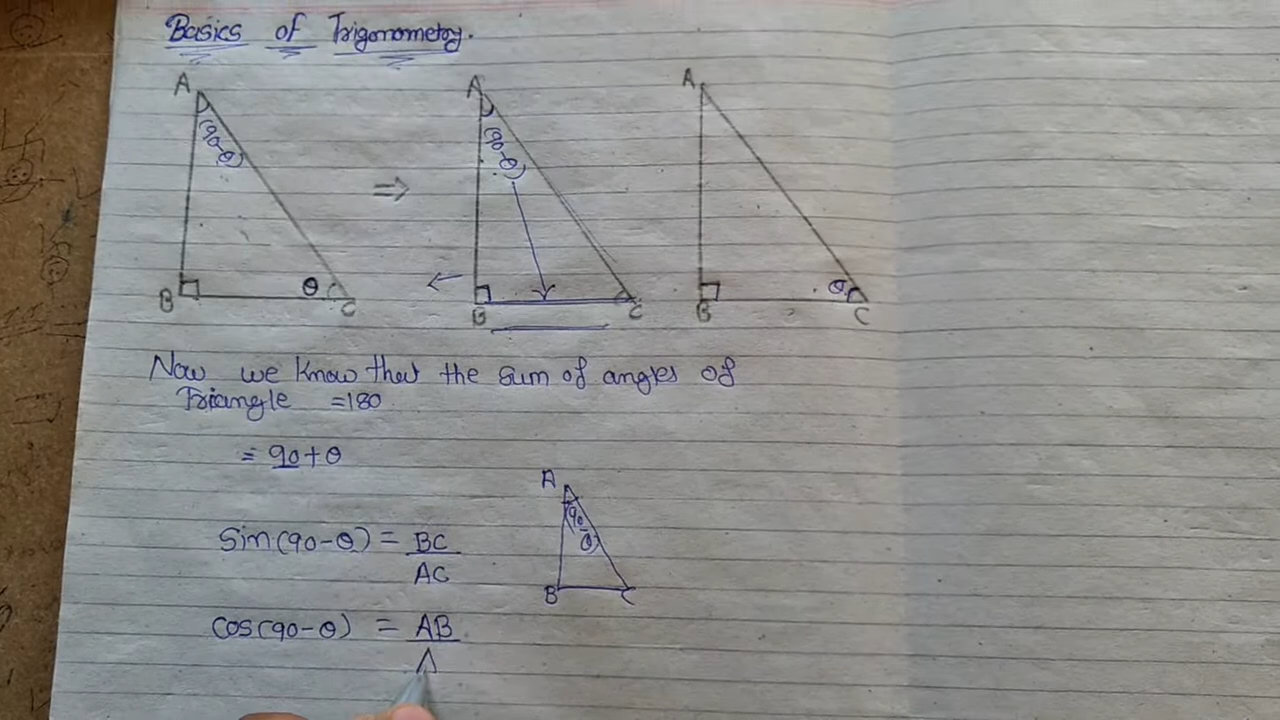 Basics of Trigonometry.
A
A
A
(90-θ)
(90-θ)
⇒
B
θ
C
B
C
B
θ
C
Now we know that the sum of angles of
Triangle =180
= 90+θ
A
(90-θ)
B
C
Sin(90-θ) = BC
AC
cos(90-θ) = AB
A